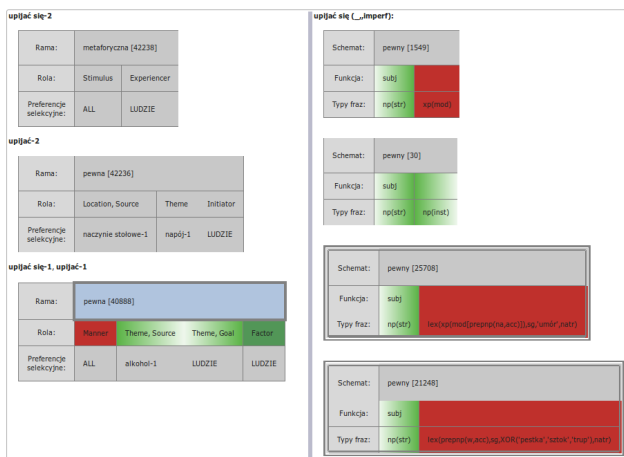 upijać się-2
Rama: metaforyczna [42238]
Rola: Stimulus Experiencer
Preferencje selekcyjne: ALL LUDZIE
upijać-2
Rama: pewna [42236]
Rola: Location, Source Theme Initiator
Preferencje selekcyjne: naczynie stołowe-1 napój-1 LUDZIE
upijać się-1, upijać-1
Rama: pewna [40888]
Rola: Manner Theme, Source Theme, Goal Factor
Preferencje selekcyjne: ALL alkohol-1 LUDZIE LUDZIE
upijać się (_,,imperf):
Schemat: pewny [1549]
Funkcja: subj
Typy fraz: np(str) xp(mod)
Schemat: pewny [30]
Funkcja: subj
Typy fraz: np(str) np(inst)
Schemat: pewny [25708]
Funkcja: subj
Typy fraz: np(str) lex(xp(mod[prepnp(na,acc)]),sg,'umór',natr)
Schemat: pewny [21248]
Funkcja: subj
Typy fraz: np(str) lex(prepnp(w,acc),sg,XOR('pestka','sztok','trup'),natr)